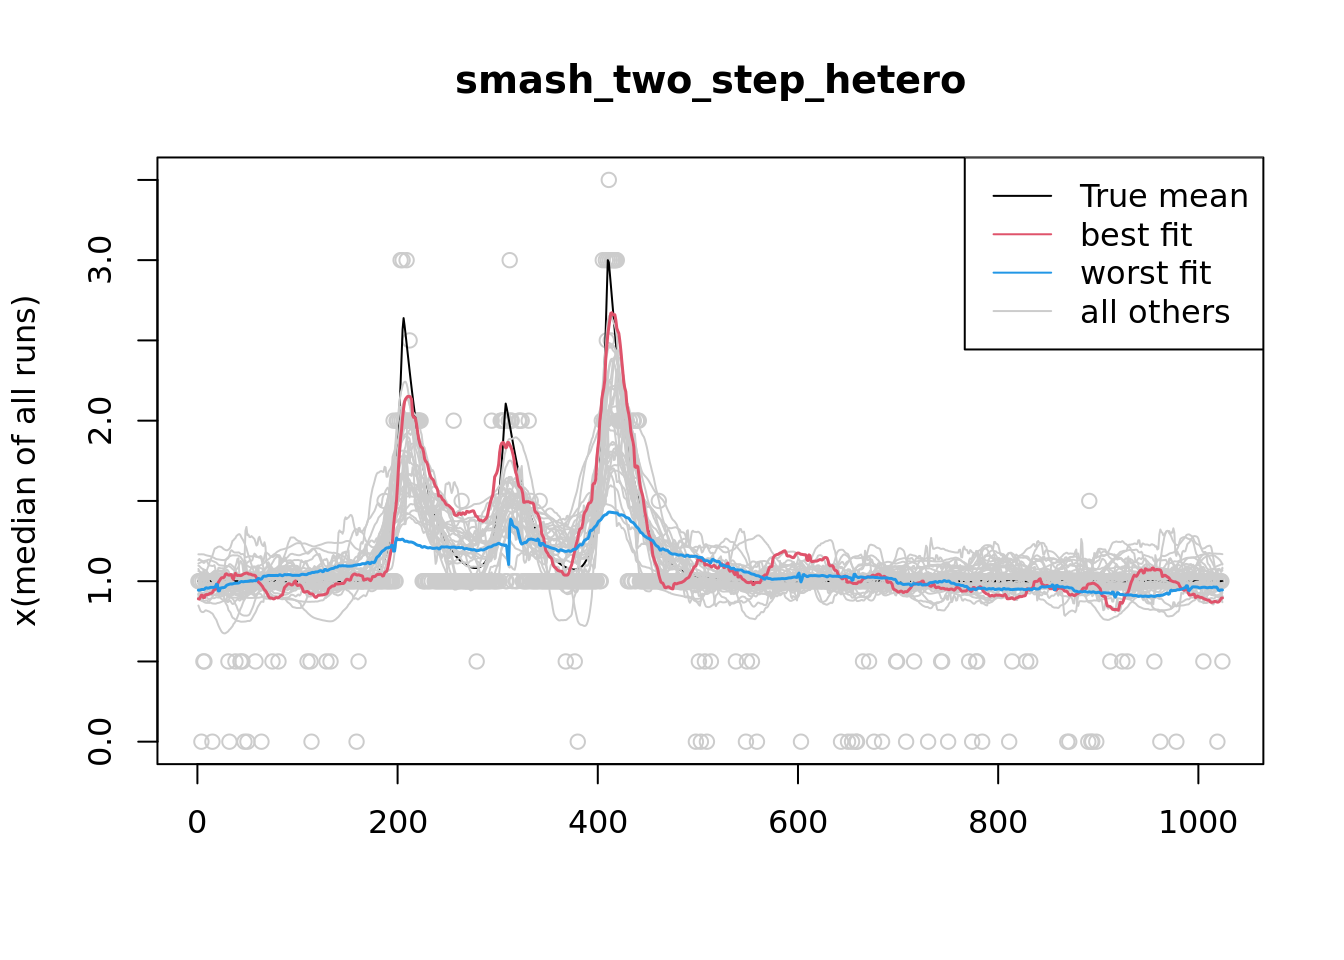 smash_two_step_hetero
x(median of all runs)
3.0
2.0
1.0
0.0
True mean
best fit
worst fit
all others
0 200 400 600 800 1000